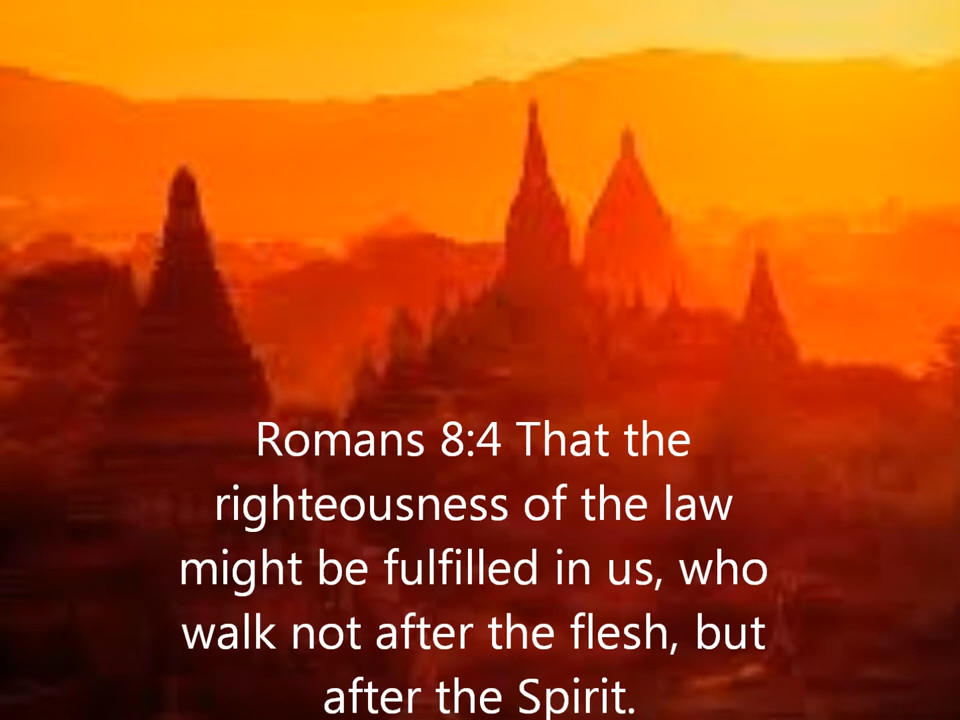 Romans 8:4 That the
righteousness of the law
might be fulfilled in us, who
walk not after the flesh, but
after the Spirit.